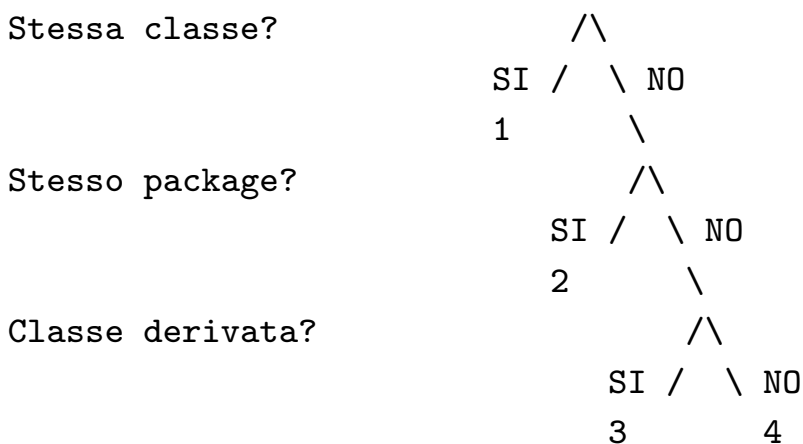 Stessa classe? /\
SI / \ NO
1 \
Stesso package? /\
SI / \ NO
2 \
Classe derivata? /\
SI / \ NO
3 4